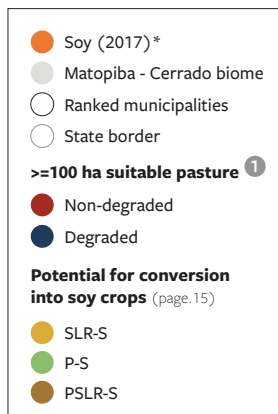 Soy (2017)*
Matopiba - Cerrado biome
Ranked municipalities
State border
>=100 ha suitable pasture 1
Non-degraded
Degraded
Potential for conversion
into soy crops (page.15)
SLR-S
P-S
PSLR-S